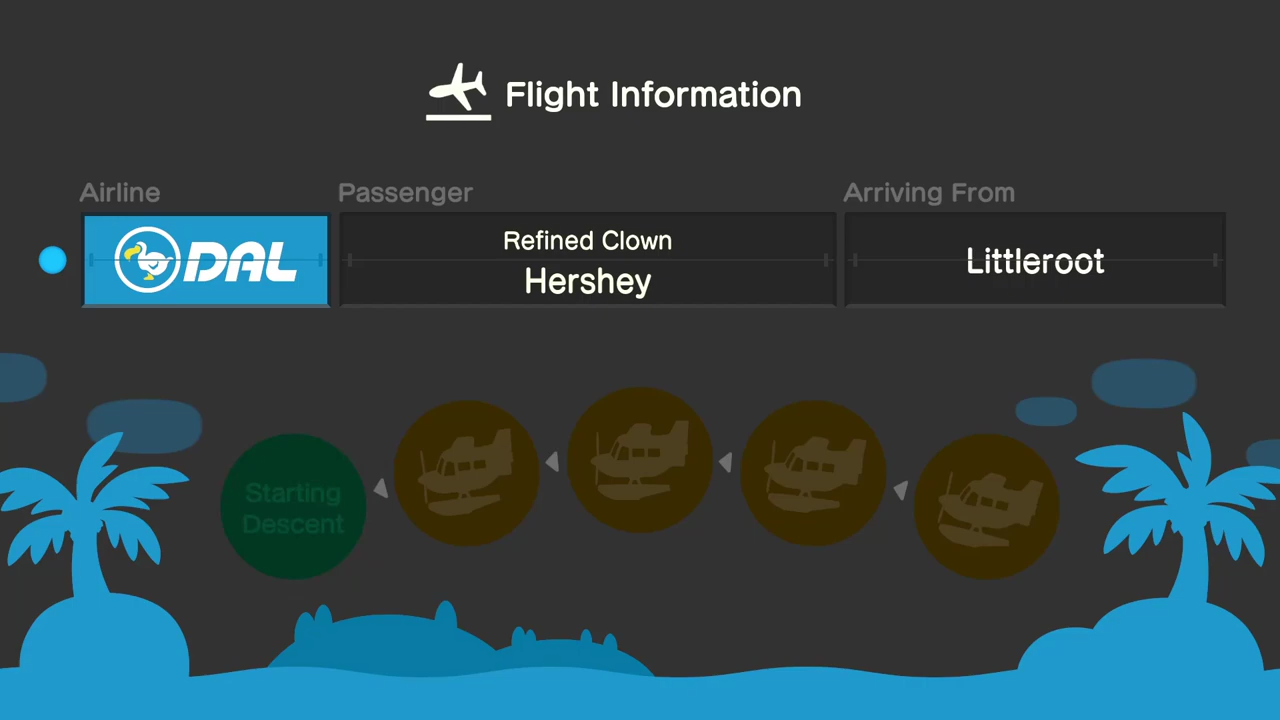 Flight Information
Airline
Passenger
Arriving From
DAL
Refined Clown
Hershey
Littleroot
Starting
Descent